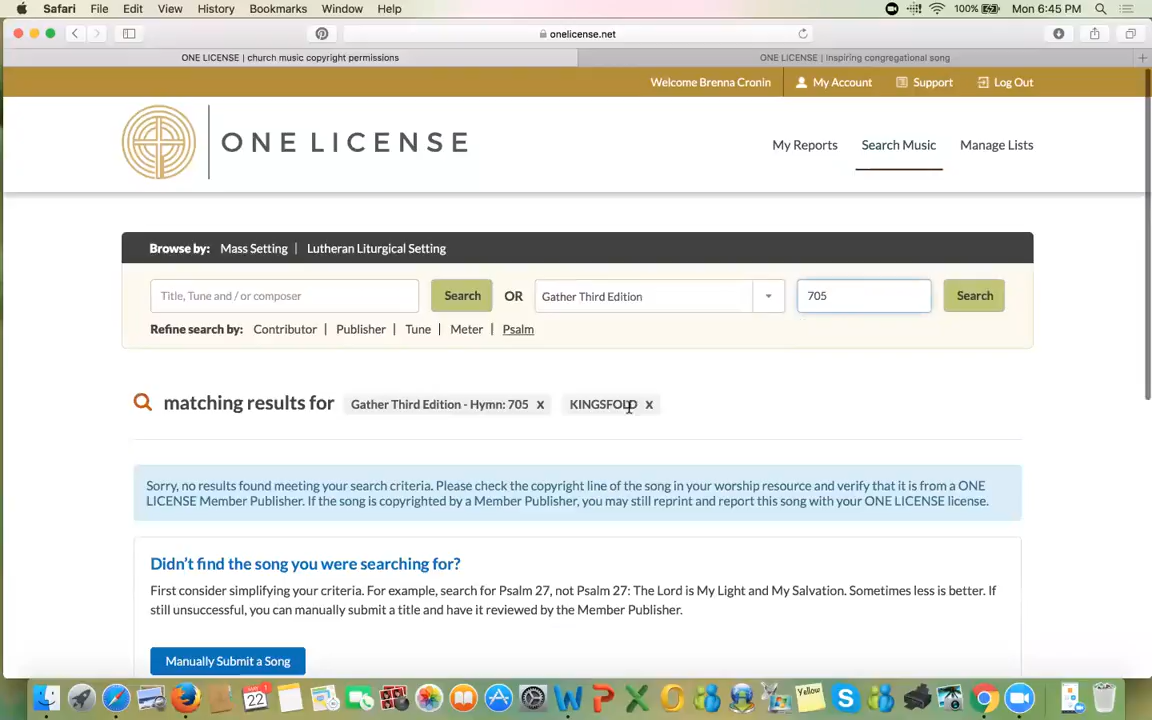 Safari File Edit View History Bookmarks Window Help 100% Mon 6:45 PM
onelicense.net
ONE LICENSE | church music copyright permissions ONE LICENSE | Inspiring congregational song
Welcome Brenna Cronin My Account Support Log Out
ONE LICENSE
My Reports Search Music Manage Lists
Browse by: Mass Setting | Lutheran Liturgical Setting
Title, Tune and / or composer Search OR Gather Third Edition 705 Search
Refine search by: Contributor | Publisher | Tune | Meter | Psalm
matching results for Gather Third Edition - Hymn: 705 x KINGSFOLD x
Sorry, no results found meeting your search criteria. Please check the copyright line of the song in your worship resource and verify that it is from a ONE
LICENSE Member Publisher. If the song is copyrighted by a Member Publisher, you may still reprint and report this song with your ONE LICENSE license.
Didn't find the song you were searching for?
First consider simplifying your criteria. For example, search for Psalm 27, not Psalm 27: The Lord is My Light and My Salvation. Sometimes less is better. If
still unsuccessful, you can manually submit a title and have it reviewed by the Member Publisher.
Manually Submit a Song
22 Yellow